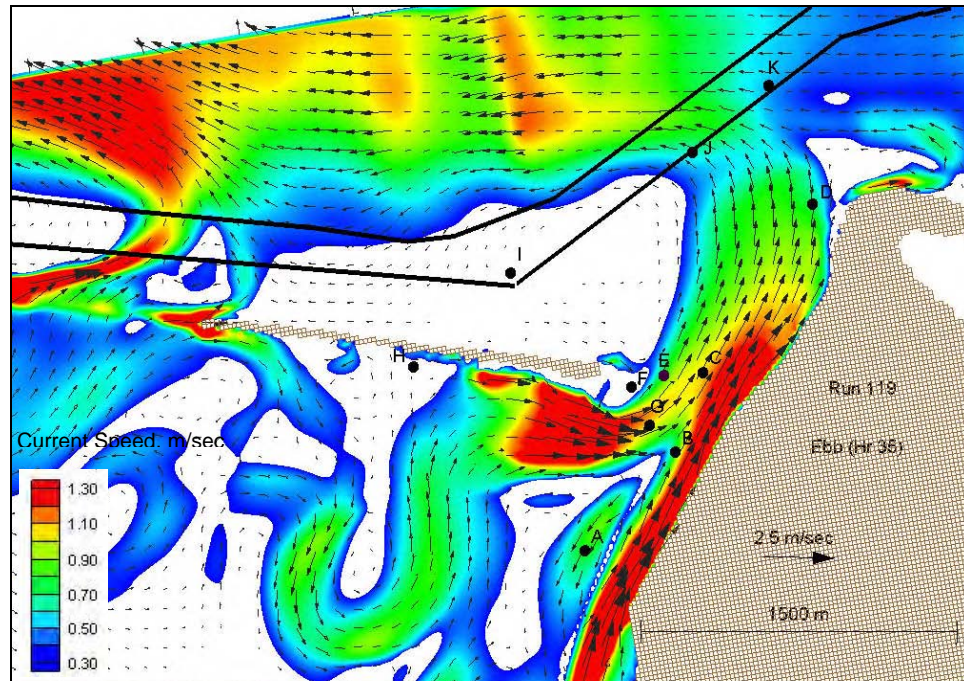 K
J
D
I
H
F
E
C
G
B
A
Run 119
Ebb (Hr 35)
2.5 m/sec
1500 m
Current Speed. m/sec
1.30
1.10
0.90
0.70
0.50
0.30